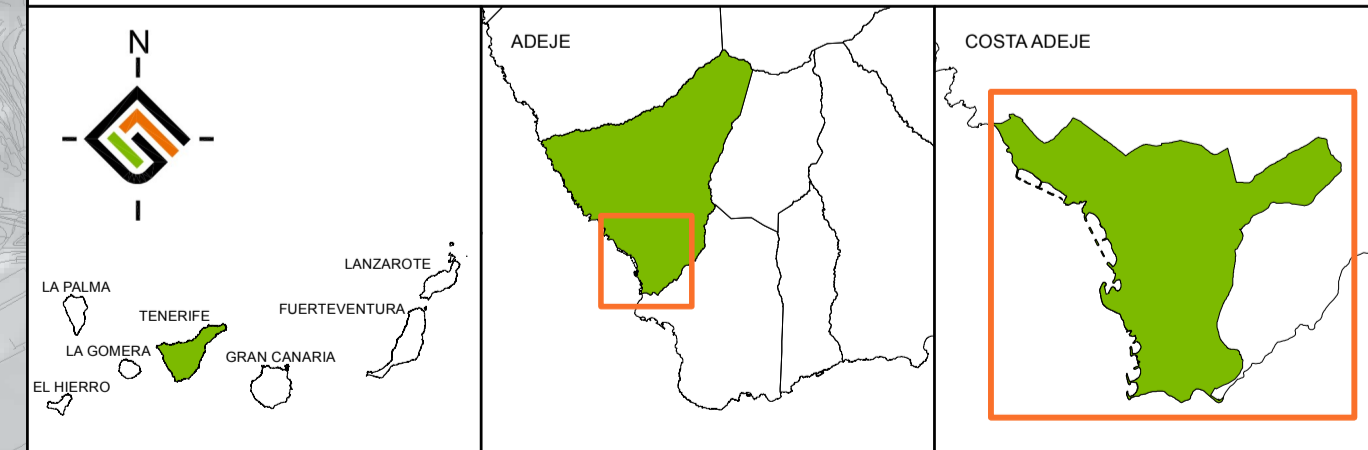 N
LANZAROTE
LA PALMA
FUERTEVENTURA
TENERIFE
LA GOMERA
GRAN CANARIA
EL HIERRO
ADEJE
COSTA ADEJE